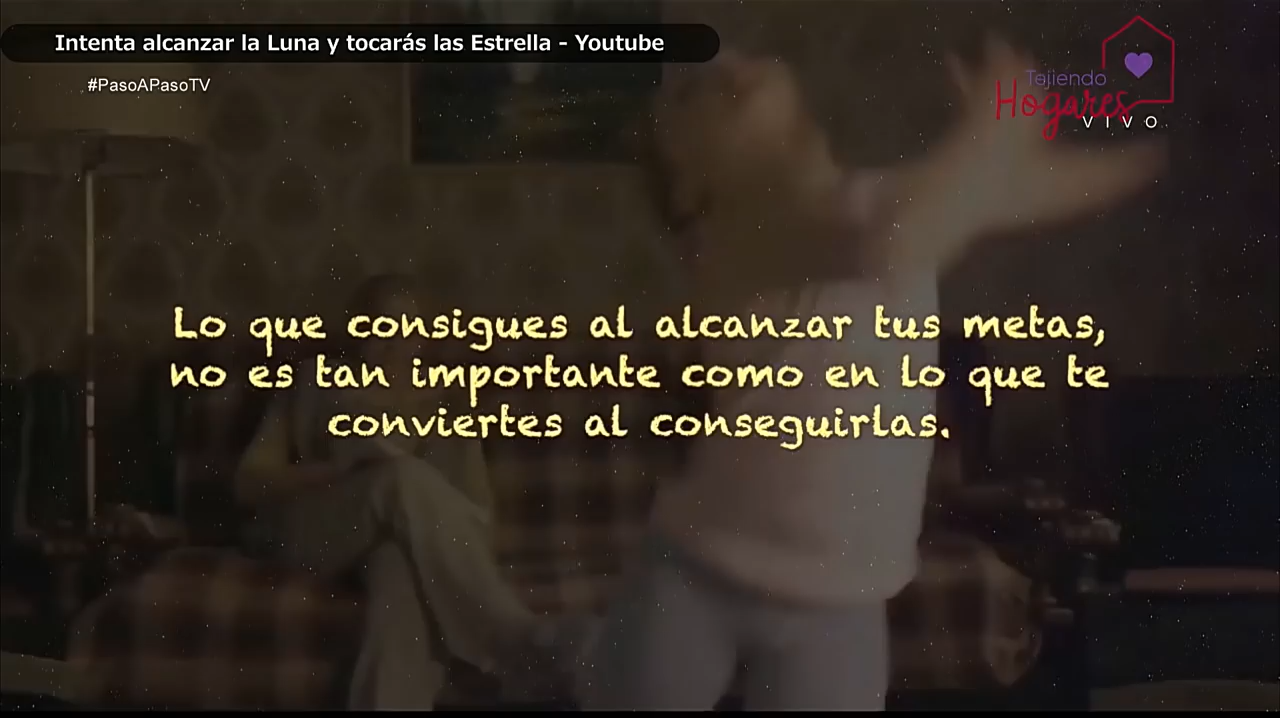 Intenta alcanzar la Luna y tocarás las Estrella - Youtube
#PasoAPasoTV
Tejiendo
Hogares
VIVO
Lo que consigues al alcanzar tus metas,
no es tan importante como en lo que te
conviertes al conseguirlas.